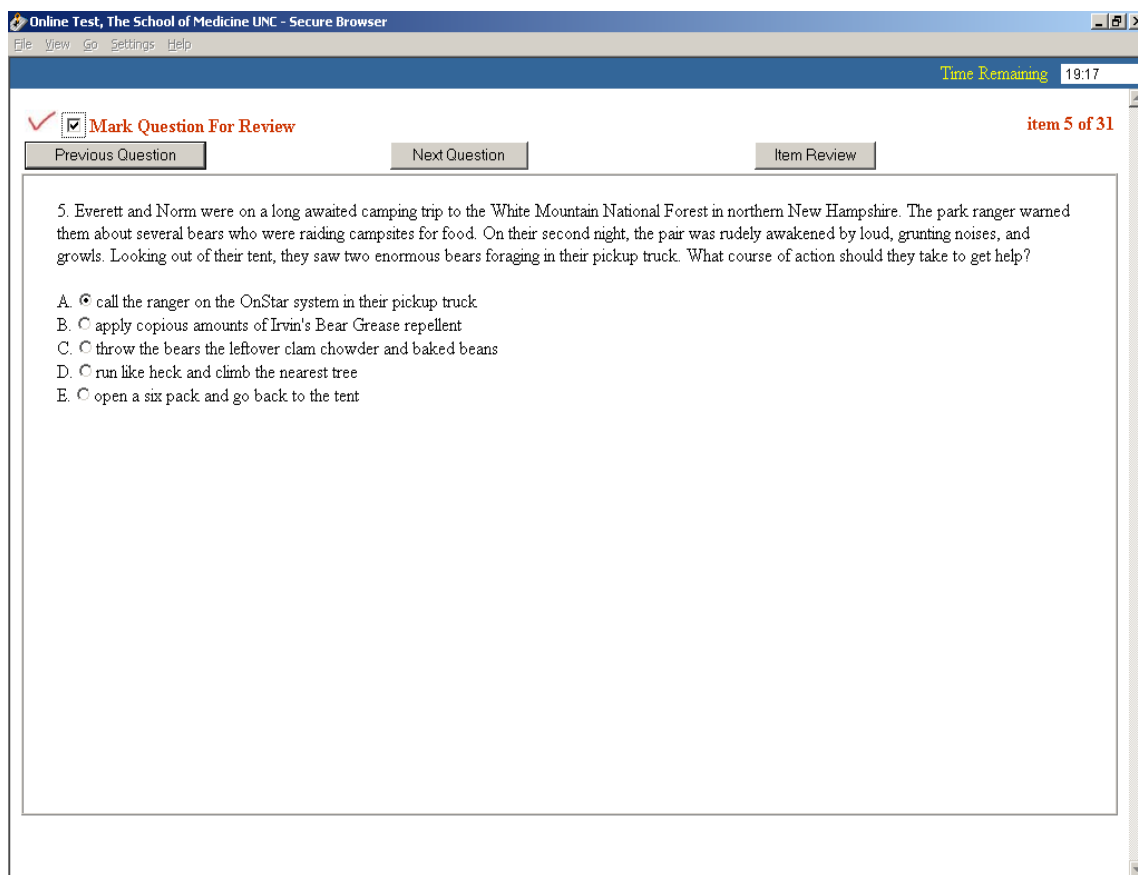 Online Test, The School of Medicine UNC - Secure Browser
File View Go Settings Help
Time Remaining 19:17
Mark Question For Review
item 5 of 31
Previous Question
Next Question
Item Review
5. Everett and Norm were on a long awaited camping trip to the White Mountain National Forest in northern New Hampshire. The park ranger warned
them about several bears who were raiding campsites for food. On their second night, the pair was rudely awakened by loud, grunting noises, and
growls. Looking out of their tent, they saw two enormous bears foraging in their pickup truck. What course of action should they take to get help?
A. call the ranger on the OnStar system in their pickup truck
B. apply copious amounts of Irvin's Bear Grease repellent
C. throw the bears the leftover clam chowder and baked beans
D. run like heck and climb the nearest tree
E. open a six pack and go back to the tent